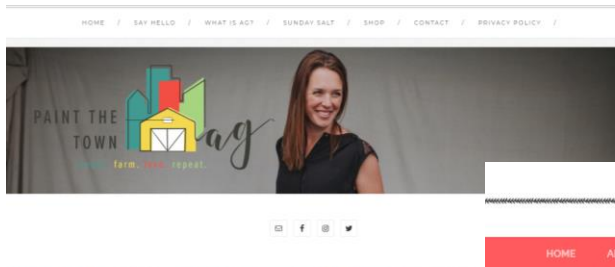 HOME / SAY HELLO / WHAT IS AG? / SUNDAY SALT / SHOP / CONTACT / PRIVACY POLICY /
PAINT THE
TOWN
ag
farm. repeat.
HOME